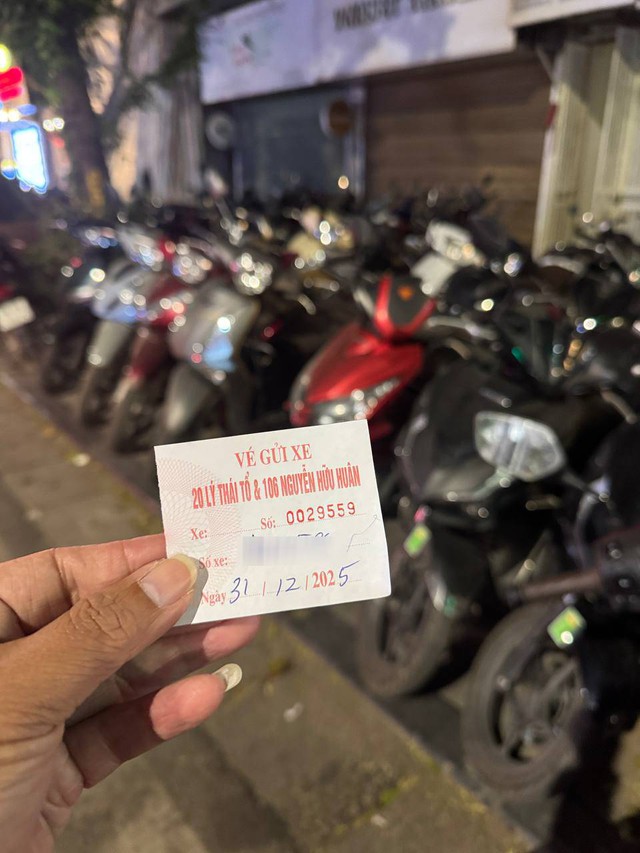 VÉ GỬI XE
20 LÝ THÁI TỔ & 106 NGUYỄN HỮU HUÂN
Xe: Số: 0029559
Số xe:
Ngày 31 / 12 / 2025